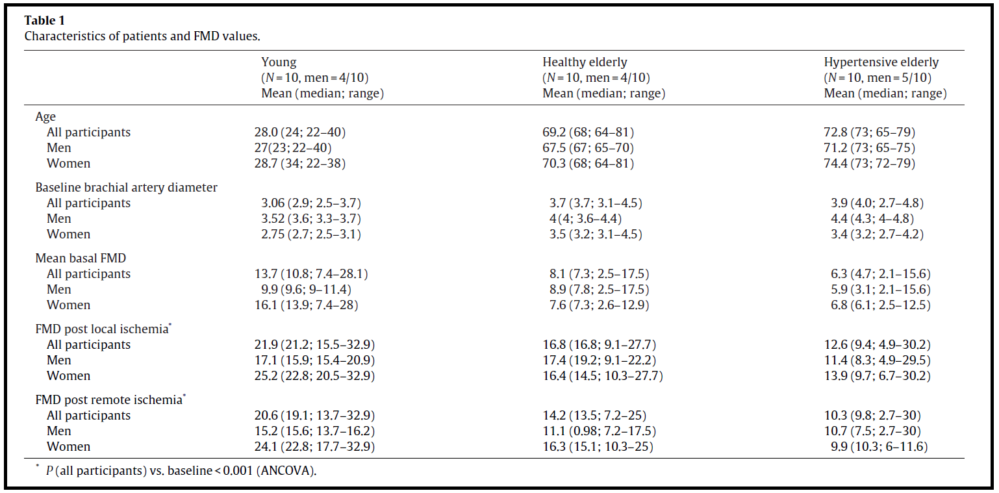 Table 1
Characteristics of patients and FMD values.
Young Healthy elderly Hypertensive elderly
(N = 10, men = 4/10) (N = 10, men = 4/10) (N = 10, men = 5/10)
Mean (median; range) Mean (median; range) Mean (median; range)
Age
All participants 28.0 (24; 22–40) 69.2 (68; 64–81) 72.8 (73; 65–79)
Men 27(23; 22–40) 67.5 (67; 65–70) 71.2 (73; 65–75)
Women 28.7 (34; 22–38) 70.3 (68; 64–81) 74.4 (73; 72–79)
Baseline brachial artery diameter
All participants 3.06 (2.9; 2.5–3.7) 3.7 (3.7; 3.1–4.5) 3.9 (4.0; 2.7–4.8)
Men 3.52 (3.6; 3.3–3.7) 4 (4; 3.6–4.4) 4.4 (4.3; 4–4.8)
Women 2.75 (2.7; 2.5–3.1) 3.5 (3.2; 3.1–4.5) 3.4 (3.2; 2.7–4.2)
Mean basal FMD
All participants 13.7 (10.8; 7.4–28.1) 8.1 (7.3; 2.5–17.5) 6.3 (4.7; 2.1–15.6)
Men 9.9 (9.6; 9–11.4) 8.9 (7.8; 2.5–17.5) 5.9 (3.1; 2.1–15.6)
Women 16.1 (13.9; 7.4–28) 7.6 (7.3; 2.6–12.9) 6.8 (6.1; 2.5–12.5)
FMD post local ischemia*
All participants 21.9 (21.2; 15.5–32.9) 16.8 (16.8; 9.1–27.7) 12.6 (9.4; 4.9–30.2)
Men 17.1 (15.9; 15.4–20.9) 17.4 (19.2; 9.1–22.2) 11.4 (8.3; 4.9–29.5)
Women 25.2 (22.8; 20.5–32.9) 16.4 (14.5; 10.3–27.7) 13.9 (9.7; 6.7–30.2)
FMD post remote ischemia*
All participants 20.6 (19.1; 13.7–32.9) 14.2 (13.5; 7.2–25) 10.3 (9.8; 2.7–30)
Men 15.2 (15.6; 13.7–16.2) 11.1 (0.98; 7.2–17.5) 10.7 (7.5; 2.7–30)
Women 24.1 (22.8; 17.7–32.9) 16.3 (15.1; 10.3–25) 9.9 (10.3; 6–11.6)
* P (all participants) vs. baseline < 0.001 (ANCOVA).